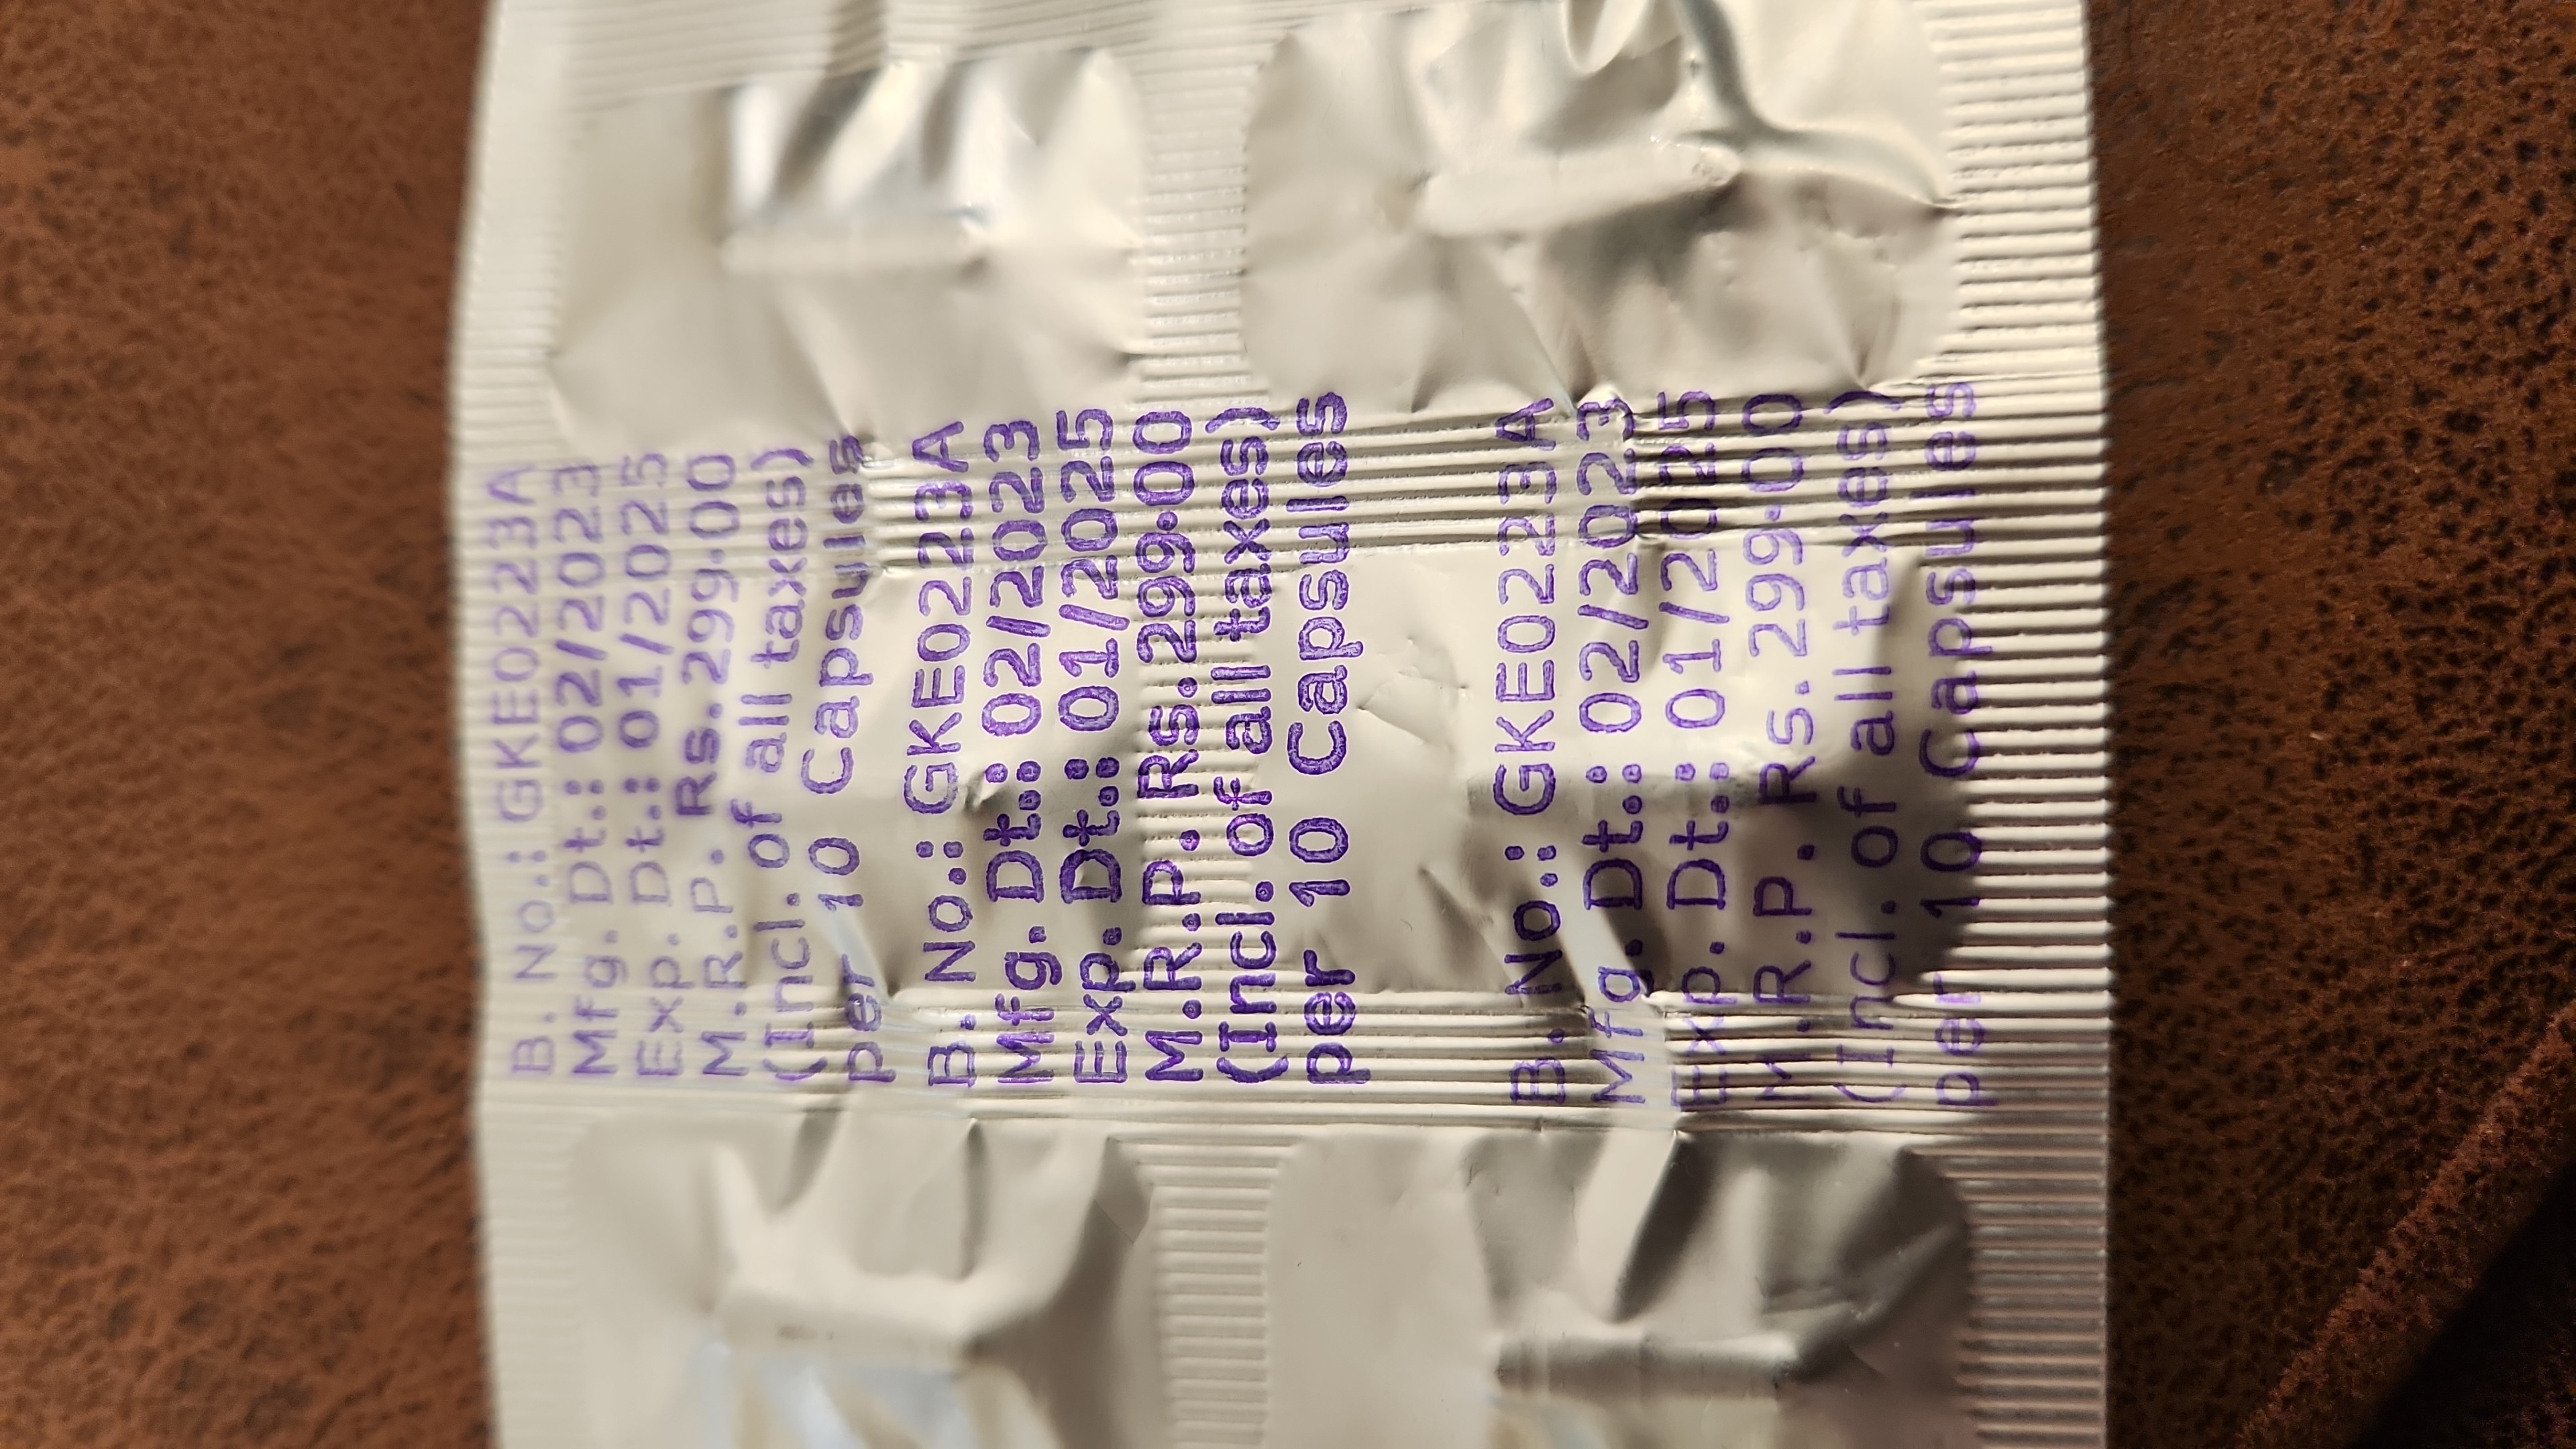 B. No.: GKE0223A
Mfg. Dt.: 02/2023
Exp. Dt.: 01/2025
M.R.P. Rs.299.00
(Incl. of all taxes)
per 10 Capsules
B. No.: GKE0223A
Mfg. Dt.: 02/2023
Exp. Dt.: 01/2025
M.R.P. Rs.299.00
(Incl. of all taxes)
per 10 Capsules
B. No.: GKE0223A
Mfg. Dt.: 02/2023
Exp. Dt.: 01/2025
M.R.P. Rs.299.00
(Incl. of all taxes)
per 10 Capsules